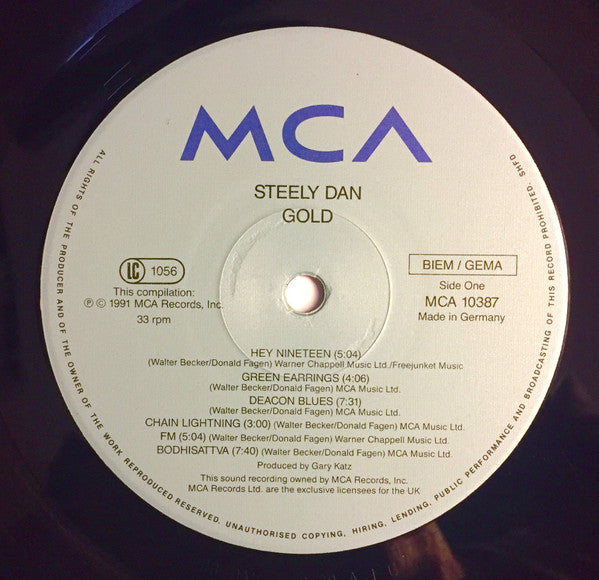 MCA
STEELY DAN
GOLD
LC 1056
This compilation:
℗ © 1991 MCA Records, Inc.
33 rpm
BIEM / GEMA
Side One
MCA 10387
Made in Germany
HEY NINETEEN (5:04)
(Walter Becker/Donald Fagen) Warner Chappell Music Ltd./Freejunket Music
GREEN EARRINGS (4:06)
(Walter Becker/Donald Fagen) MCA Music Ltd.
DEACON BLUES (7:31)
(Walter Becker/Donald Fagen) MCA Music Ltd.
CHAIN LIGHTNING (3:00) (Walter Becker/Donald Fagen) MCA Music Ltd.
FM (5:04) (Walter Becker/Donald Fagen) Warner Chappell Music Ltd.
BODHISATTVA (7:40) (Walter Becker/Donald Fagen) MCA Music Ltd.
Produced by Gary Katz
This sound recording owned by MCA Records, Inc.
MCA Records Ltd. are the exclusive licensees for the UK
ALL RIGHTS OF THE PRODUCER AND OF THE OWNER OF THE WORK REPRODUCED RESERVED, UNAUTHORISED COPYING, HIRING, LENDING, PUBLIC PERFORMANCE AND BROADCASTING OF THIS RECORD PROHIBITED. SHFD